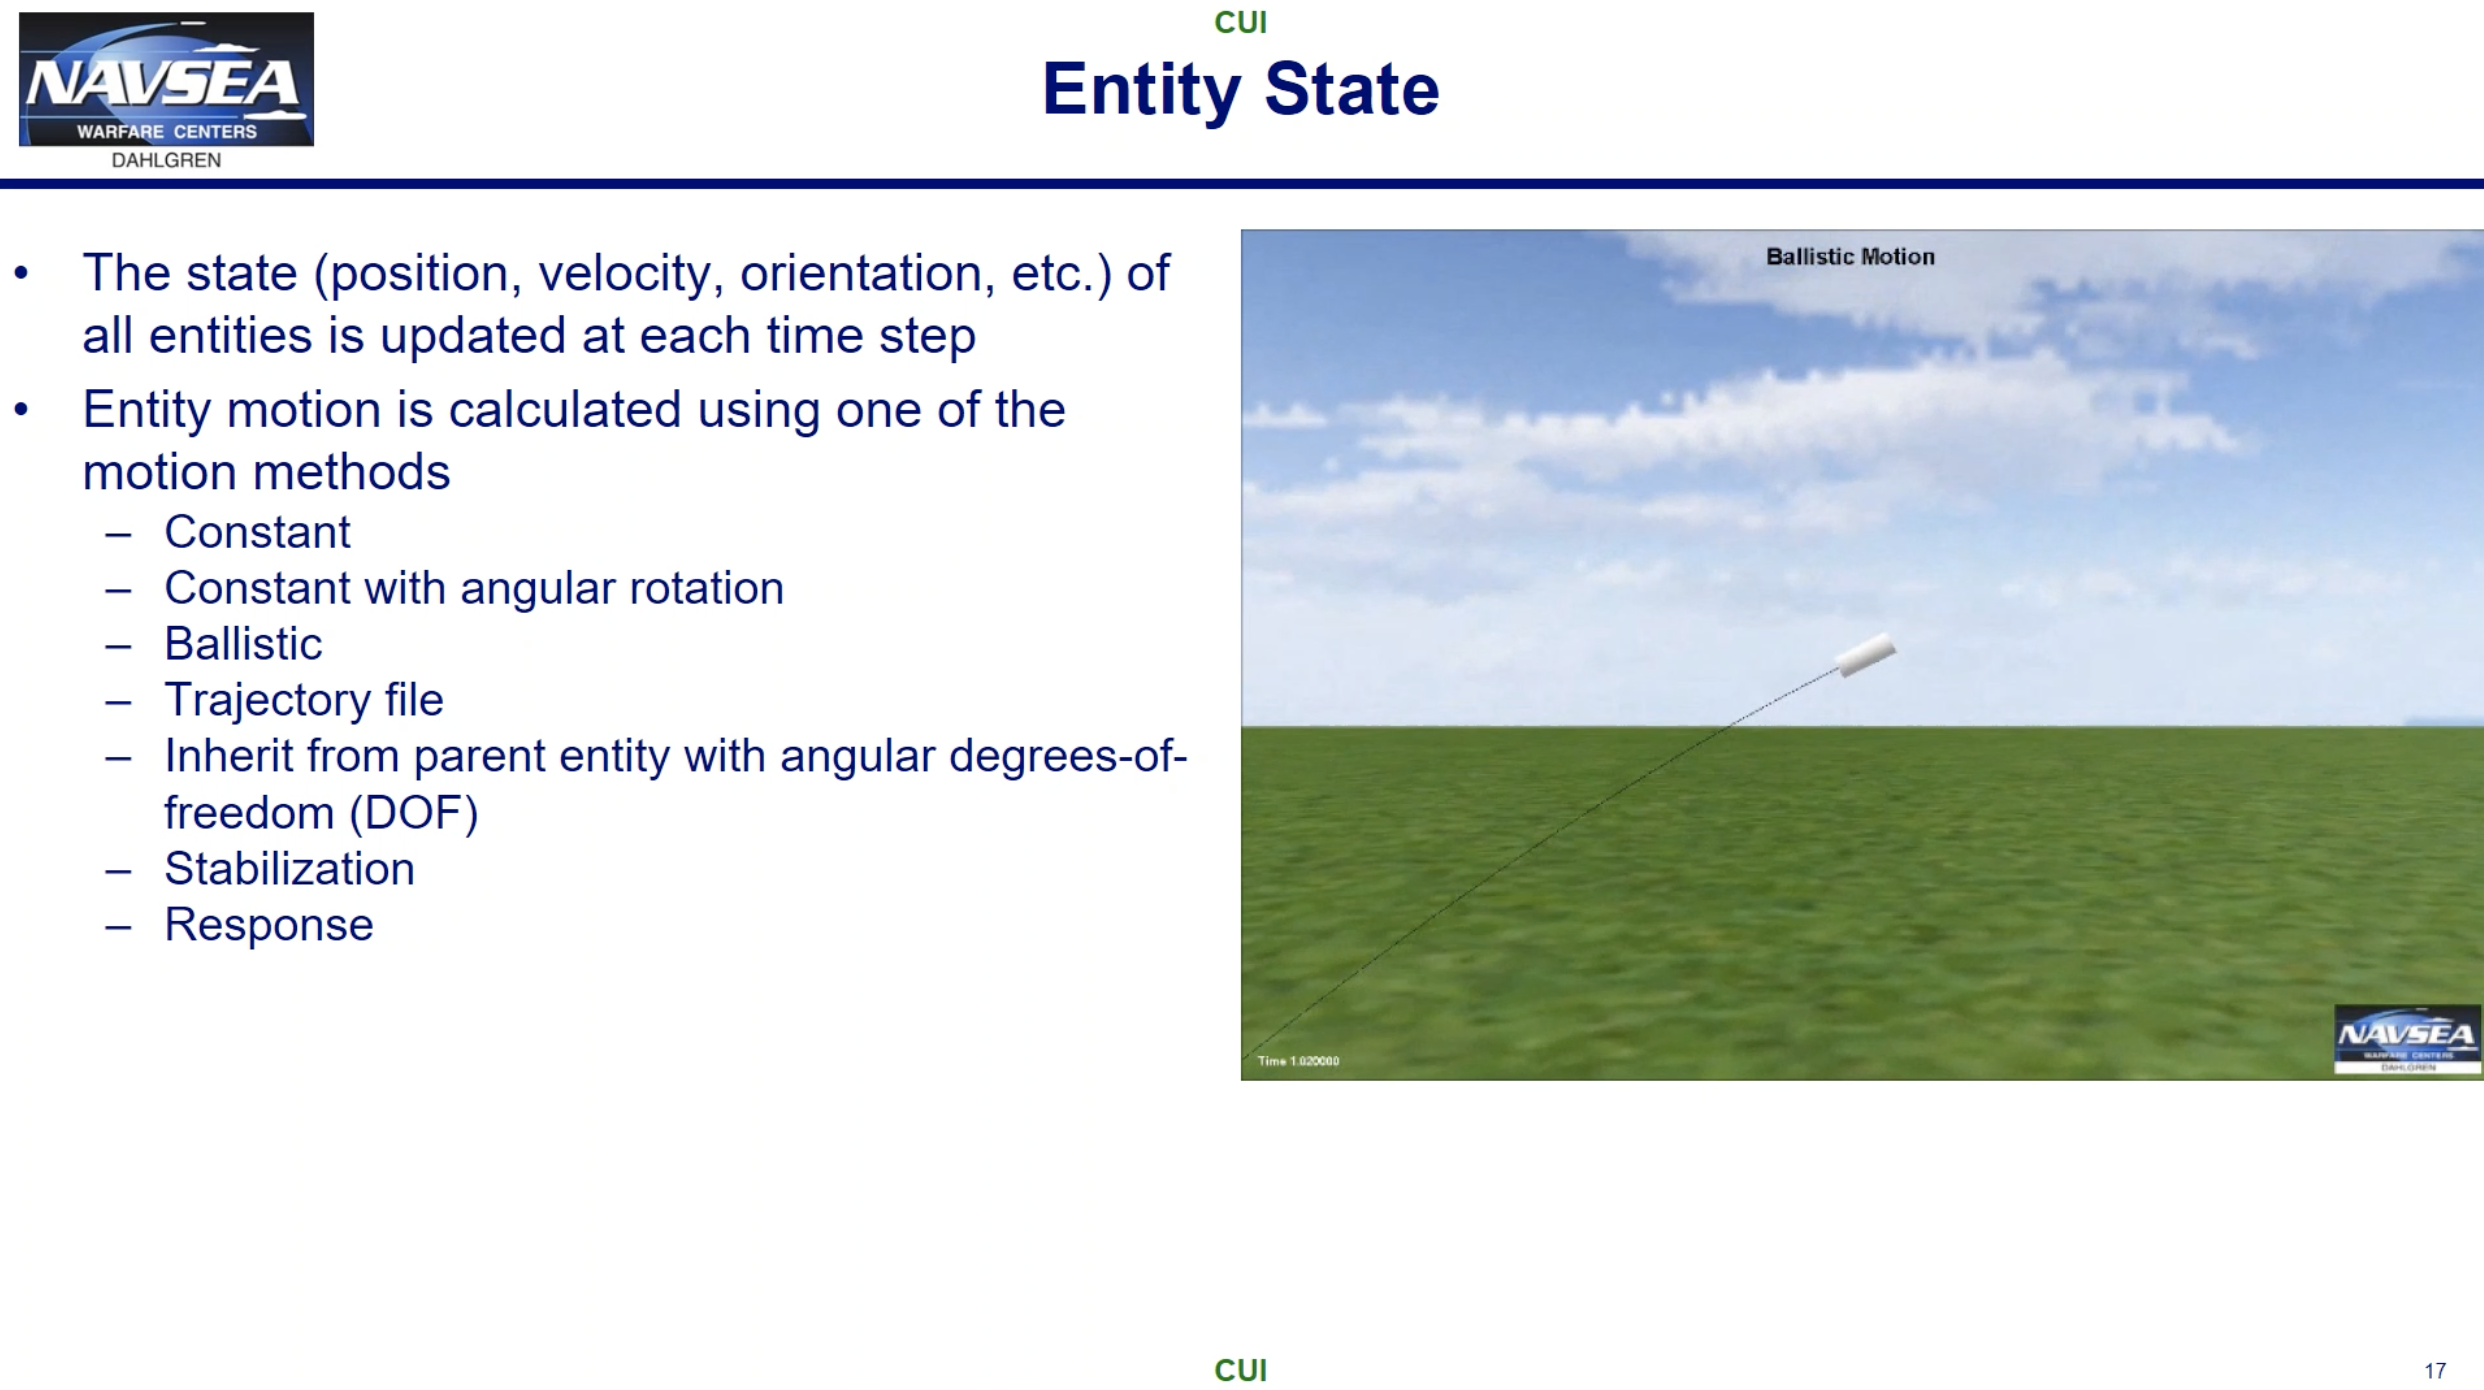 CUI
NAVSEA
WARFARE CENTERS
DAHLGREN
Entity State
• The state (position, velocity, orientation, etc.) of
all entities is updated at each time step
• Entity motion is calculated using one of the
motion methods
– Constant
– Constant with angular rotation
– Ballistic
– Trajectory file
– Inherit from parent entity with angular degrees-of-
freedom (DOF)
– Stabilization
– Response
Ballistic Motion
Time 1.020000
NAVSEA
WARFARE CENTERS
DAHLGREN
CUI
17